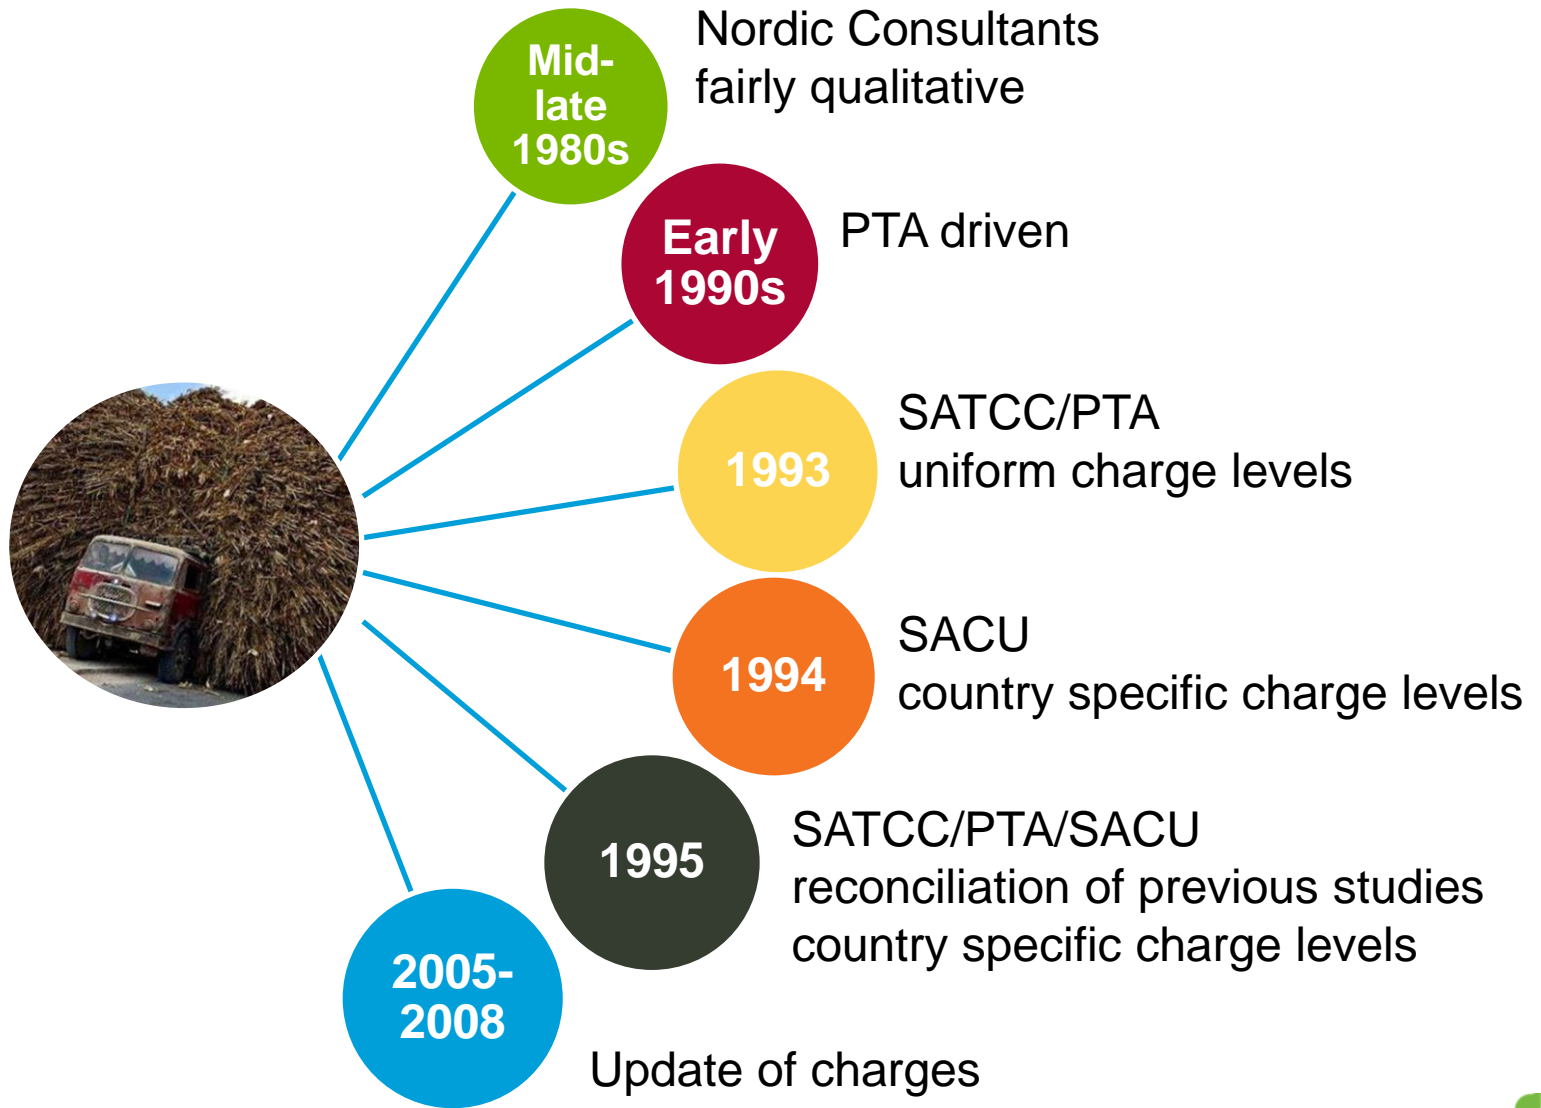 Mid-
late
1980s
Nordic Consultants
fairly qualitative
Early
1990s
PTA driven
1993
SATCC/PTA
uniform charge levels
1994
SACU
country specific charge levels
1995
SATCC/PTA/SACU
reconciliation of previous studies
country specific charge levels
2005-
2008
Update of charges